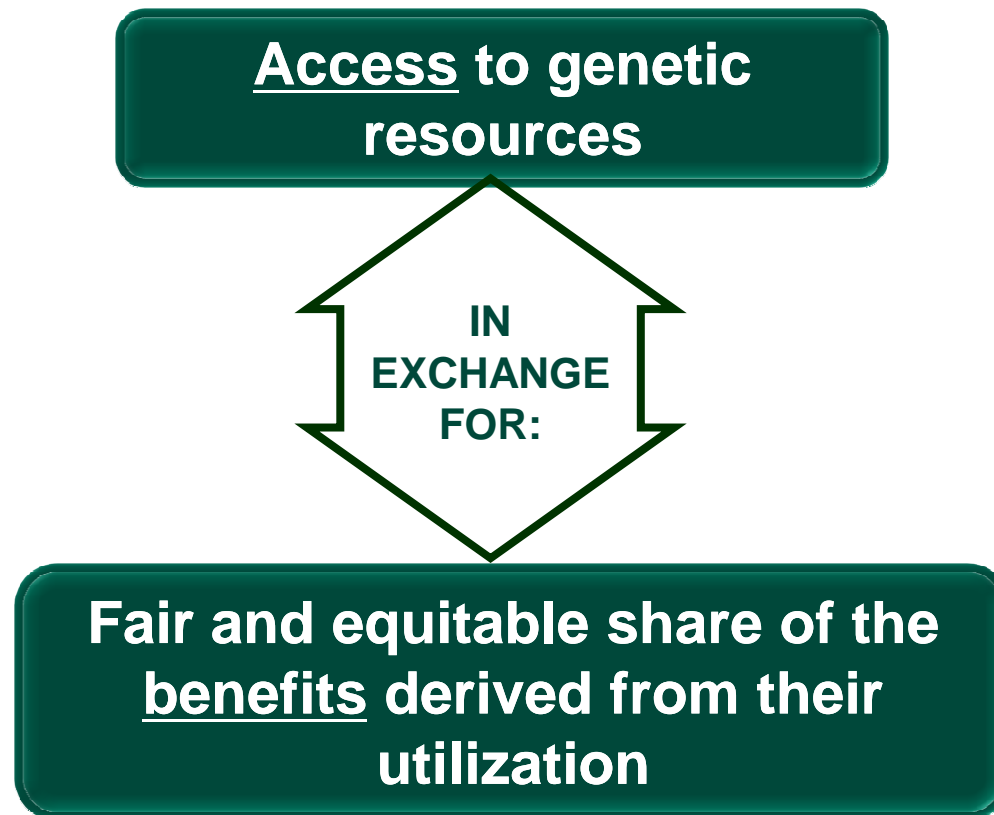 Access to genetic
resources
IN
EXCHANGE
FOR:
Fair and equitable share of the
benefits derived from their
utilization